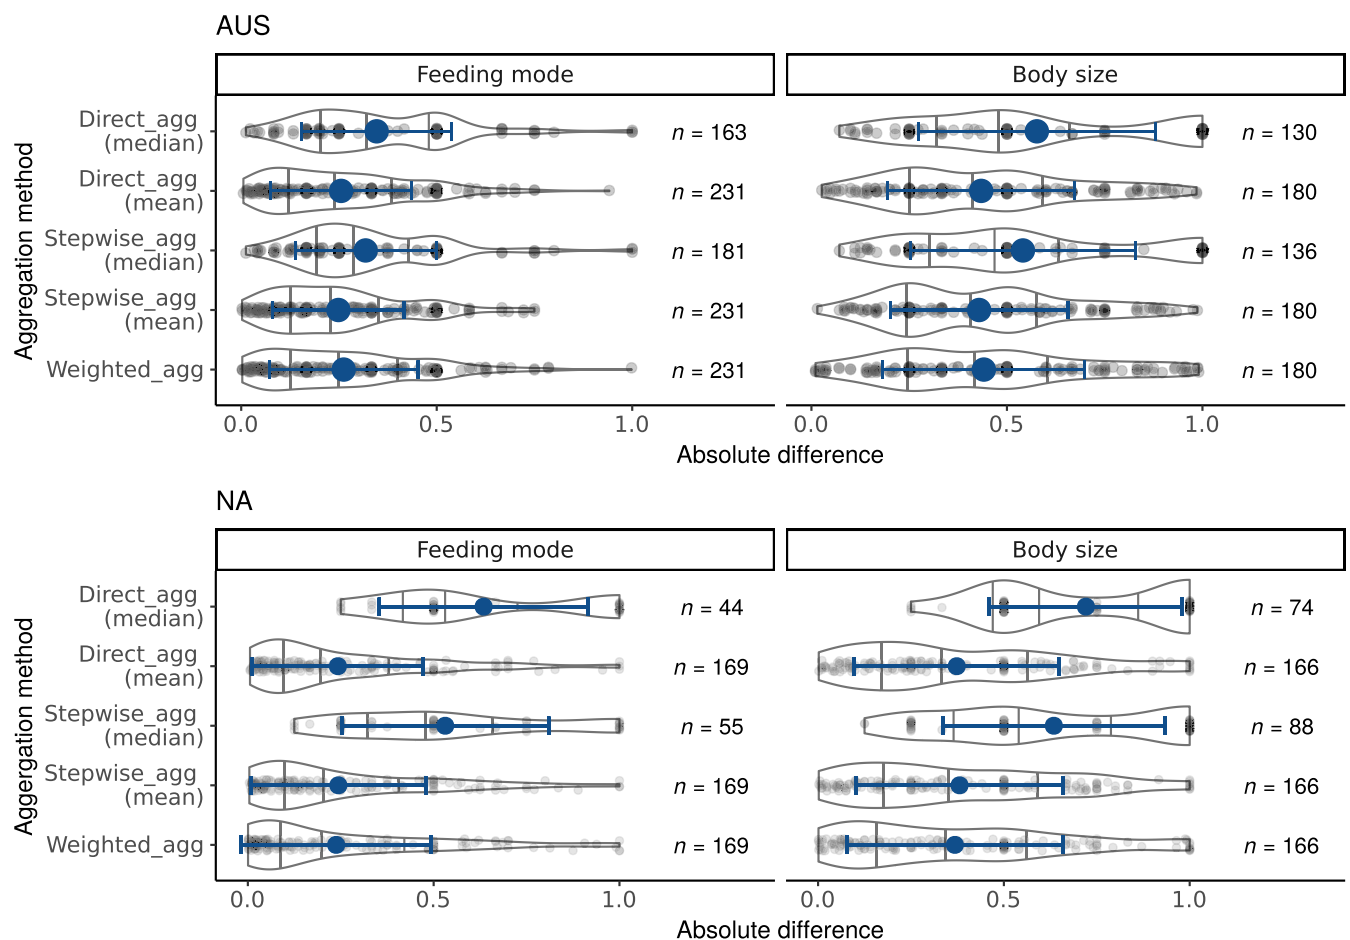 AUS
Feeding mode
Body size
Aggregation method
Direct_agg
(median)
n = 163
n = 130
Direct_agg
(mean)
n = 231
n = 180
Stepwise_agg
(median)
n = 181
n = 136
Stepwise_agg
(mean)
n = 231
n = 180
Weighted_agg
n = 231
n = 180
0.0
0.5
1.0
0.0
0.5
1.0
Absolute difference
NA
Feeding mode
Body size
Aggergation method
Direct_agg
(median)
n = 44
n = 74
Direct_agg
(mean)
n = 169
n = 166
Stepwise_agg
(median)
n = 55
n = 88
Stepwise_agg
(mean)
n = 169
n = 166
Weighted_agg
n = 169
n = 166
0.0
0.5
1.0
0.0
0.5
1.0
Absolute difference